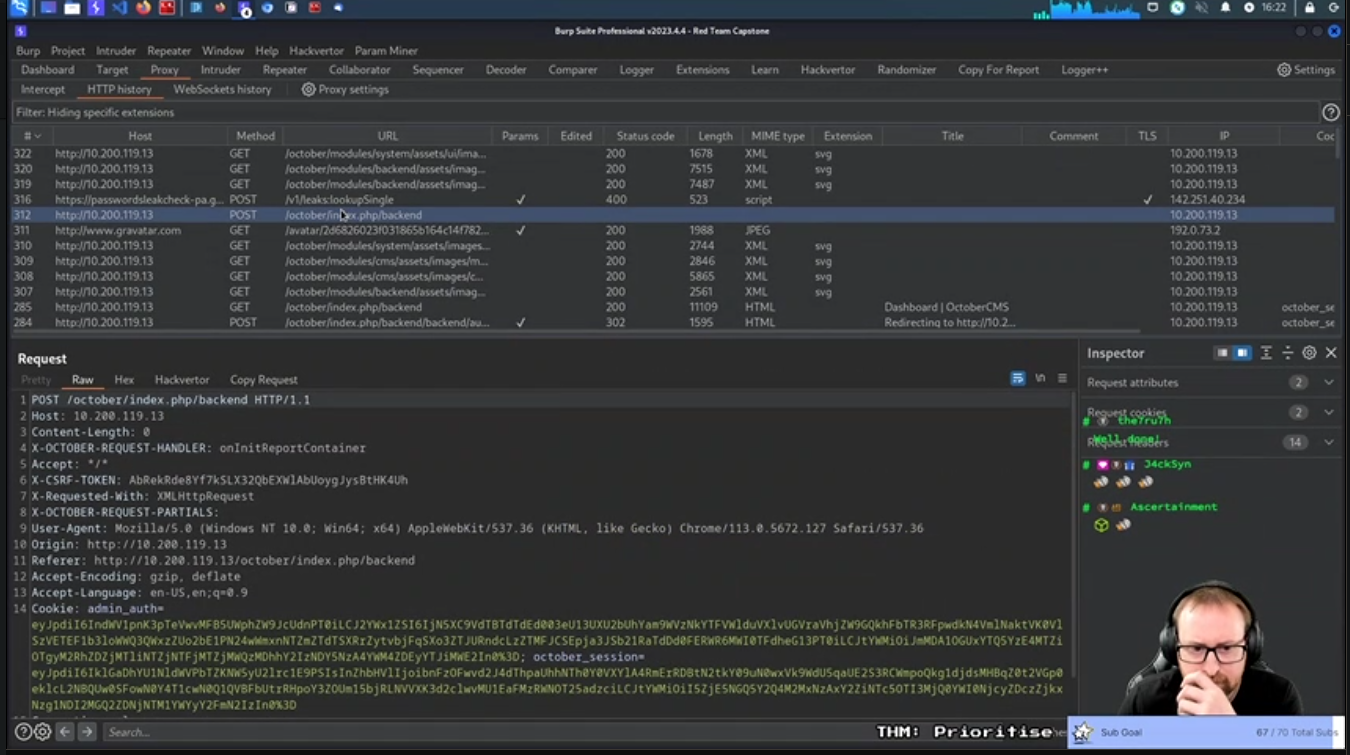 16:22
Burp Suite Professional v2023.4.4 - Red Team Capstone
Burp Project Intruder Repeater Window Help Hackvertor Param Miner
Dashboard Target Proxy Intruder Repeater Collaborator Sequencer Decoder Comparer Logger Extensions Learn Hackvertor Randomizer Copy For Report Logger++ Settings
Intercept HTTP history WebSockets history Proxy settings
Filter: Hiding specific extensions
# Host Method URL Params Edited Status code Length MIME type Extension Title Comment TLS IP Coo
322 http://10.200.119.13 GET /october/modules/system/assets/ui/ima... 200 1678 XML svg 10.200.119.13
320 http://10.200.119.13 GET /october/modules/backend/assets/imag... 200 7515 XML svg 10.200.119.13
319 http://10.200.119.13 GET /october/modules/backend/assets/imag... 200 7487 XML svg 10.200.119.13
316 https://passwordsleakcheck-pa.g... POST /v1/leaks:lookupSingle ✓ 400 523 script ✓ 142.251.40.234
312 http://10.200.119.13 POST /october/index.php/backend 10.200.119.13
311 http://www.gravatar.com GET /avatar/2d6826023f031865b164c14f782... ✓ 200 1988 JPEG 192.0.73.2
310 http://10.200.119.13 GET /october/modules/system/assets/images... 200 2744 XML svg 10.200.119.13
309 http://10.200.119.13 GET /october/modules/cms/assets/images/m... 200 2846 XML svg 10.200.119.13
308 http://10.200.119.13 GET /october/modules/cms/assets/images/c... 200 5865 XML svg 10.200.119.13
307 http://10.200.119.13 GET /october/modules/backend/assets/imag... 200 2561 XML svg 10.200.119.13
285 http://10.200.119.13 GET /october/index.php/backend 200 11109 HTML Dashboard | OctoberCMS 10.200.119.13 october_se
284 http://10.200.119.13 POST /october/index.php/backend/backend/au... ✓ 302 1595 HTML Redirecting to http://10.2... 10.200.119.13 october_se
Request
Pretty Raw Hex Hackvertor Copy Request
1 POST /october/index.php/backend HTTP/1.1
2 Host: 10.200.119.13
3 Content-Length: 0
4 X-OCTOBER-REQUEST-HANDLER: onInitReportContainer
5 Accept: */*
6 X-CSRF-TOKEN: AbRekRde8Yf7kSLX32QbEXWlAbUoygJysBtHK4Uh
7 X-Requested-With: XMLHttpRequest
8 X-OCTOBER-REQUEST-PARTIALS:
9 User-Agent: Mozilla/5.0 (Windows NT 10.0; Win64; x64) AppleWebKit/537.36 (KHTML, like Gecko) Chrome/113.0.5672.127 Safari/537.36
10 Origin: http://10.200.119.13
11 Referer: http://10.200.119.13/october/index.php/backend
12 Accept-Encoding: gzip, deflate
13 Accept-Language: en-US,en;q=0.9
14 Cookie: admin_auth=
october_session=
Search...
Inspector
Request attributes 2
Request cookies 2
Request headers 14
the7ru7h
Well done!
J4ckSyn
Ascertainment
THM: Prioritise
Sub Goal 67 / 70 Total Subs